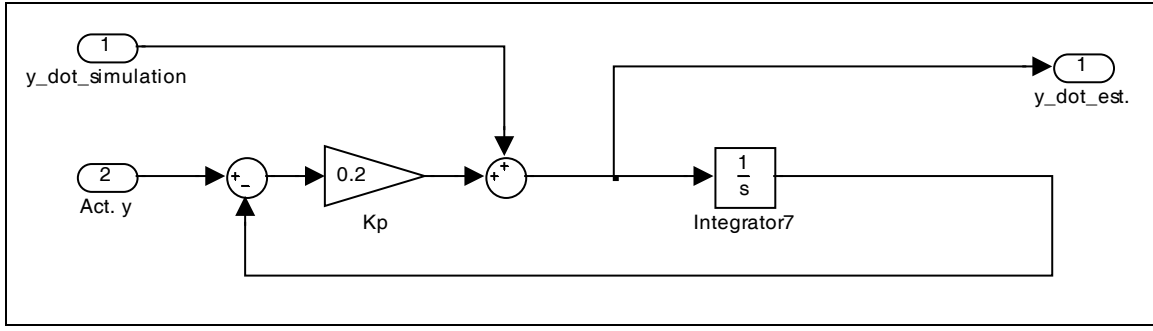 1
y_dot_simulation
1
y_dot_est.
+
2
Act. y
+
−
0.2
Kp
+
1
s
Integrator7